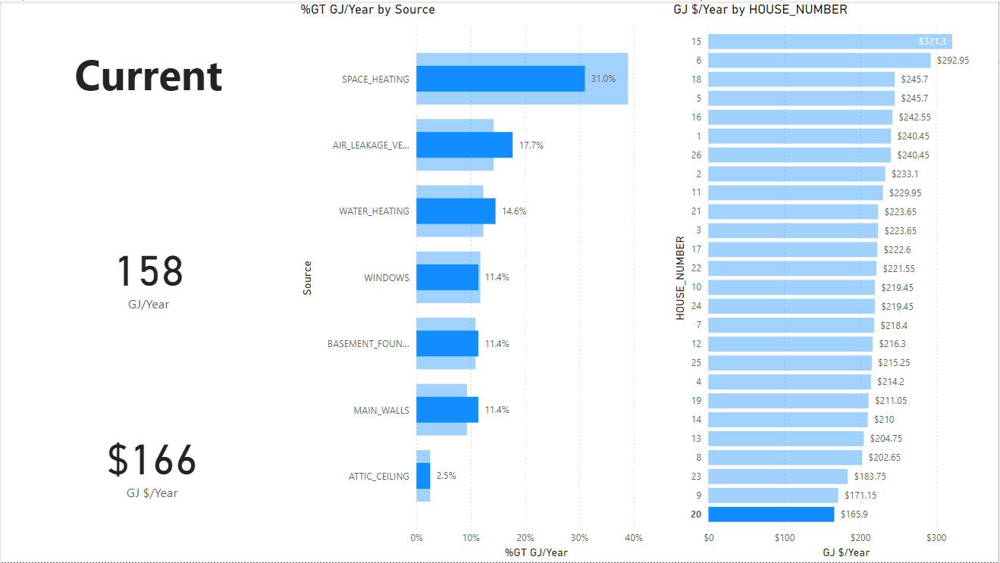 %GT GJ/Year by Source
GJ $/Year by HOUSE_NUMBER
Current
158
GJ/Year
$166
GJ $/Year
Source
SPACE_HEATING 31.0%
AIR_LEAKAGE_VE... 17.7%
WATER_HEATING 14.6%
WINDOWS 11.4%
BASEMENT_FOUN... 11.4%
MAIN_WALLS 11.4%
ATTIC_CEILING 2.5%
0% 10% 20% 30% 40%
%GT GJ/Year
HOUSE_NUMBER
15 $321.3
6 $292.95
18 $245.7
5 $245.7
16 $242.55
1 $240.45
26 $240.45
2 $233.1
11 $229.95
21 $223.65
3 $223.65
17 $222.6
22 $221.55
10 $219.45
24 $219.45
7 $218.4
12 $216.3
25 $215.25
4 $214.2
19 $211.05
14 $210
13 $204.75
8 $202.65
23 $183.75
9 $171.15
20 $165.9
$0 $100 $200 $300
GJ $/Year